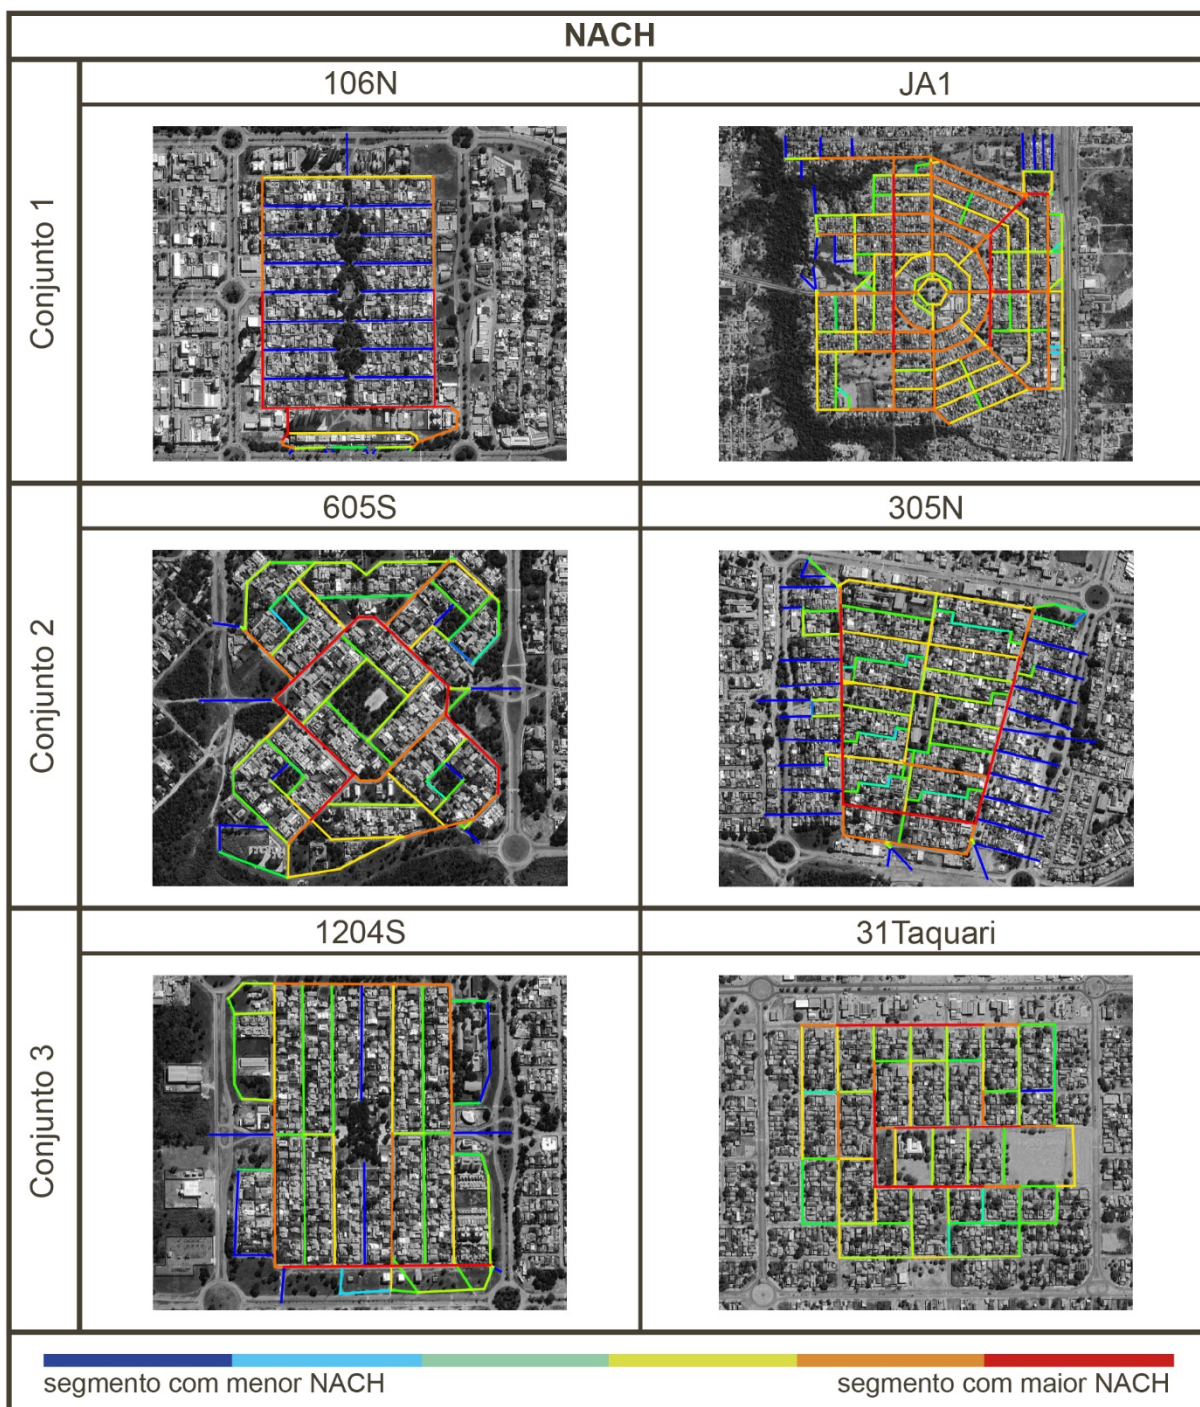 NACH
106N
JA1
Conjunto 1
605S
305N
Conjunto 2
1204S
31Taquari
Conjunto 3
segmento com menor NACH
segmento com maior NACH